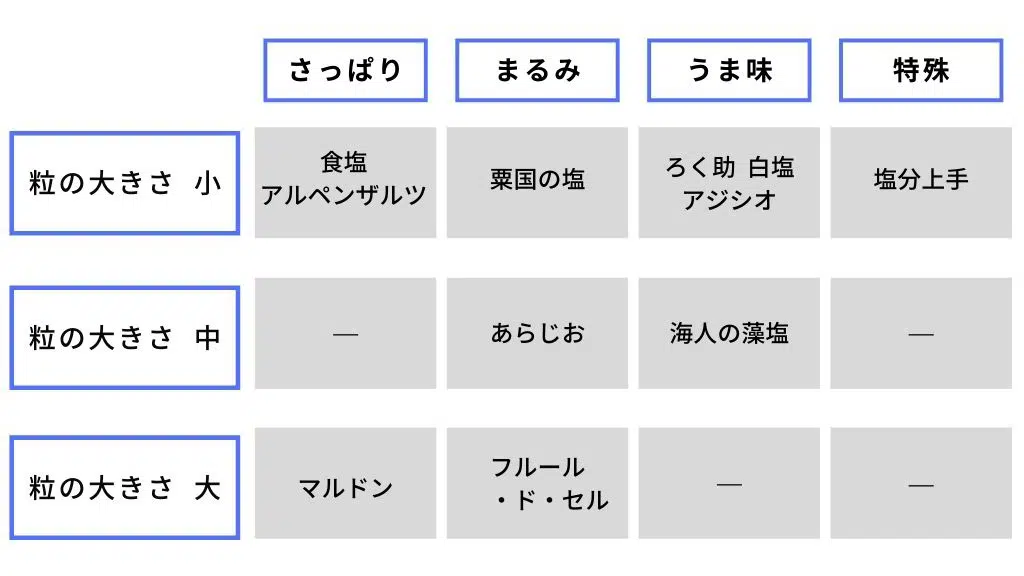 さっぱり まるみ うま味 特殊
粒の大きさ 小
食塩
アルペンザルツ
粟国の塩
ろく助 白塩
アジシオ
塩分上手
粒の大きさ 中
—
あらじお
海人の藻塩
—
粒の大きさ 大
マルドン
フルール
・ド・セル
—
—